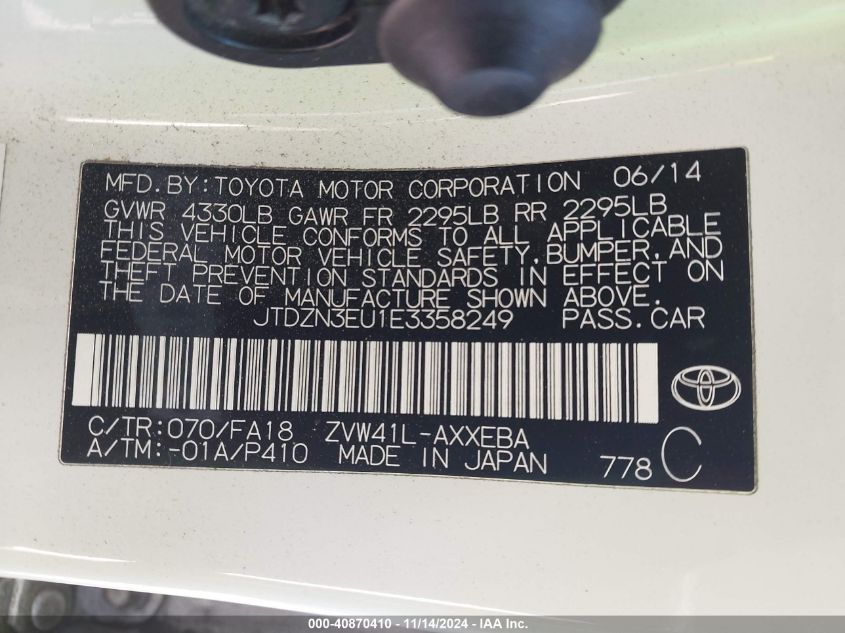 MFD.BY:TOYOTA MOTOR CORPORATION 06/14
GVWR 4330LB GAWR FR 2295LB RR 2295LB
THIS VEHICLE CONFORMS TO ALL APPLICABLE
FEDERAL MOTOR VEHICLE SAFETY,BUMPER,AND
THEFT PREVENTION STANDARDS IN EFFECT ON
THE DATE OF MANUFACTURE SHOWN ABOVE.
JTDZN3EU1E3358249 PASS.CAR
C/TR:070/FA18 ZVW41L-AXXEBA
A/TM:-01A/P410 MADE IN JAPAN 778 C
000-40870410 - 11/14/2024 - IAA Inc.